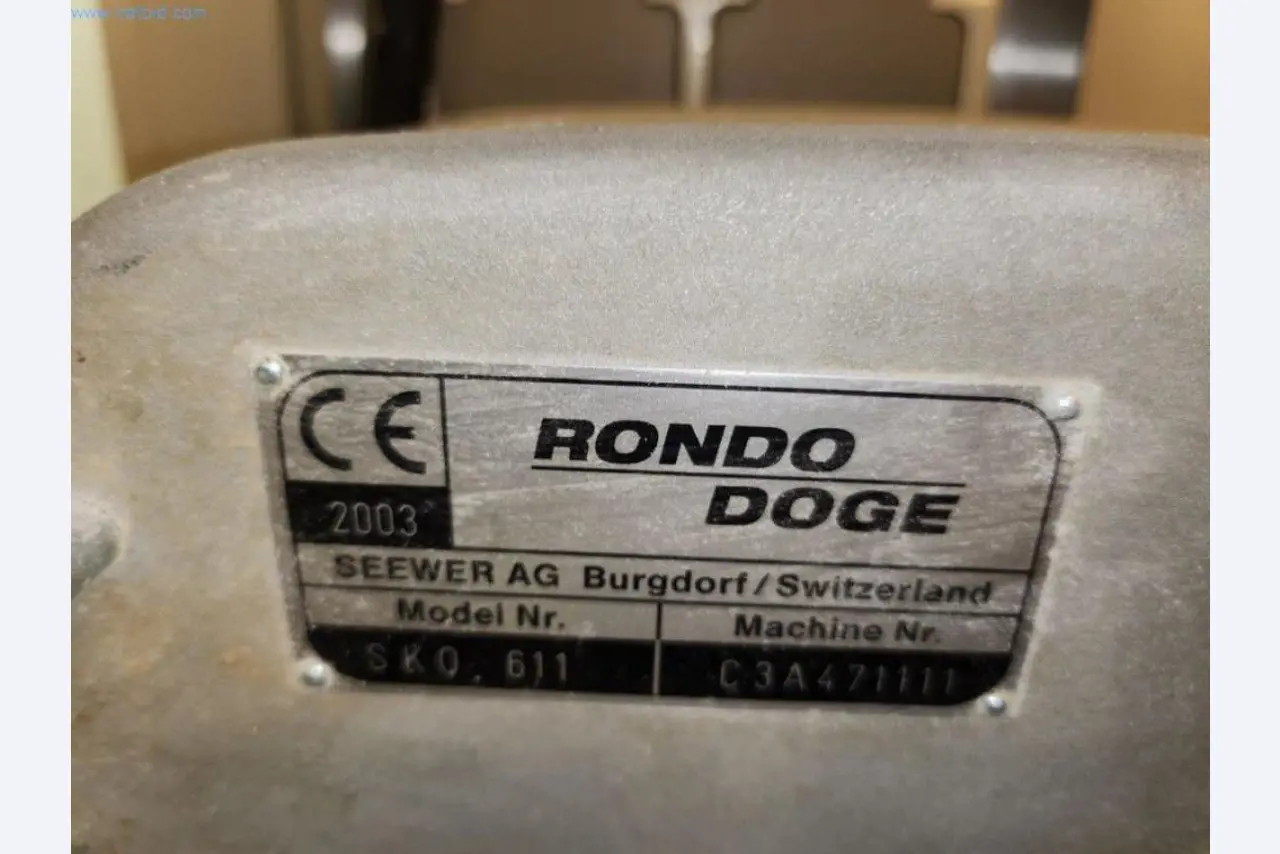 CE
2003
RONDO
DOGE
SEEWER AG Burgdorf/Switzerland
Model Nr. Machine Nr.
SKO. 611 C3A471111